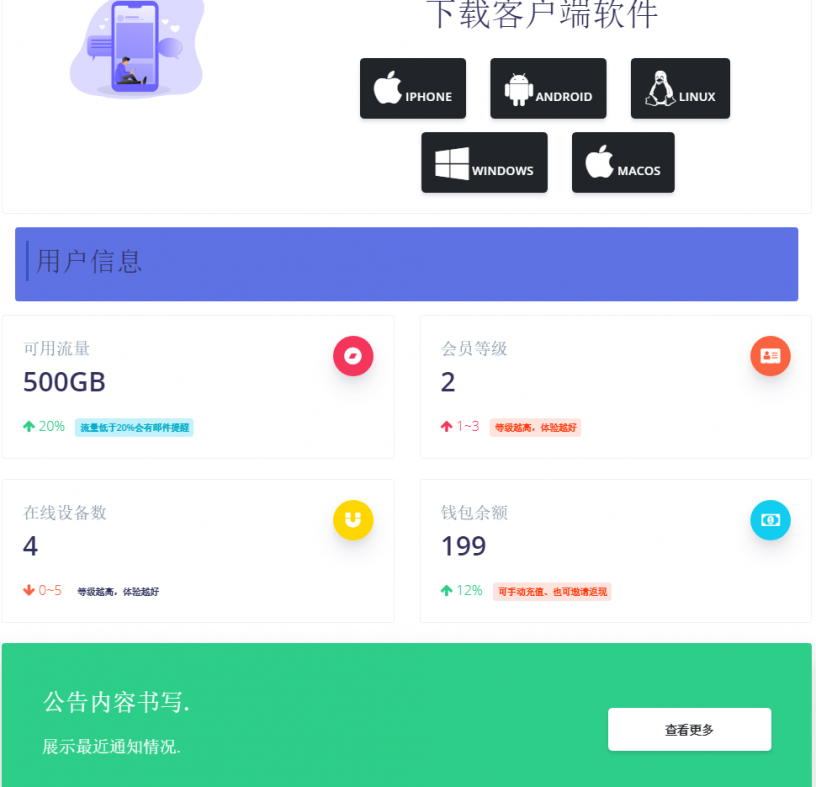 下载客户端软件
IPHONE
ANDROID
LINUX
WINDOWS
MACOS
用户信息
可用流量
500GB
20% 流量低于20%会有邮件提醒
会员等级
2
1~3 等级越高，体验越好
在线设备数
4
0~5 等级越高，体验越好
钱包余额
199
12% 可手动充值、也可邀请返现
公告内容书写.
展示最近通知情况.
查看更多